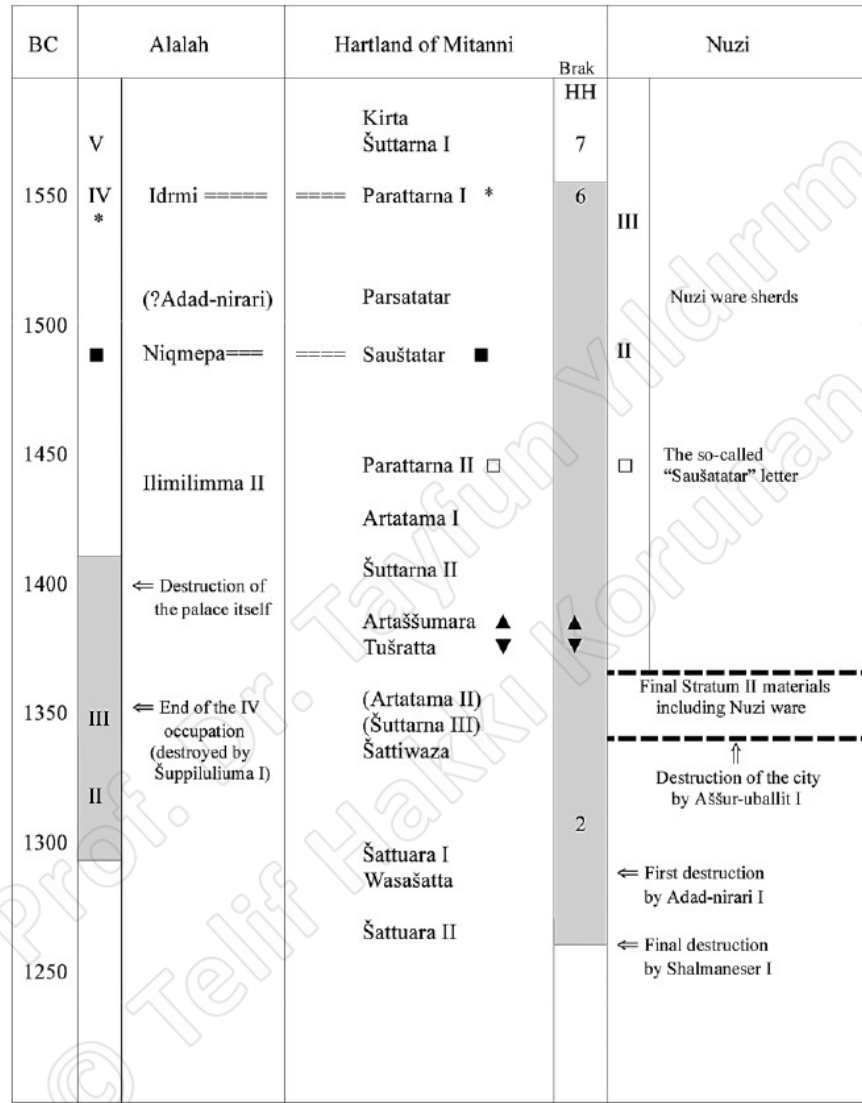 BC Alalah Hartland of Mitanni Nuzi
Brak
HH
Kirta
V Šuttarna I 7
1550 IV Idrmi ===== ==== Parattarna I * 6
*
III
(?Adad-nirari) Parsatatar Nuzi ware sherds
1500
■ Niqmepa=== ==== Sauštatar ■ II
1450 Parattarna II □ □ The so-called
"Saušatatar" letter
Ilimilimma II
Artatama I
Šuttarna II
1400 ⇐ Destruction of
the palace itself
Artaššumara ▲ ▲
Tušratta ▼ ▼
Final Stratum II materials
including Nuzi ware
(Artatama II)
1350 III ⇐ End of the IV (Šuttarna III)
occupation Šattiwaza
(destroyed by
Šuppiluliuma I)
⇑
Destruction of the city
by Aššur-uballit I
II
2
1300
Šattuara I ⇐ First destruction
Wasašatta by Adad-nirari I
Šattuara II ⇐ Final destruction
by Shalmaneser I
1250
Prof. Dr. Tayfun Yıldırım
© Telif Hakkı Korunan